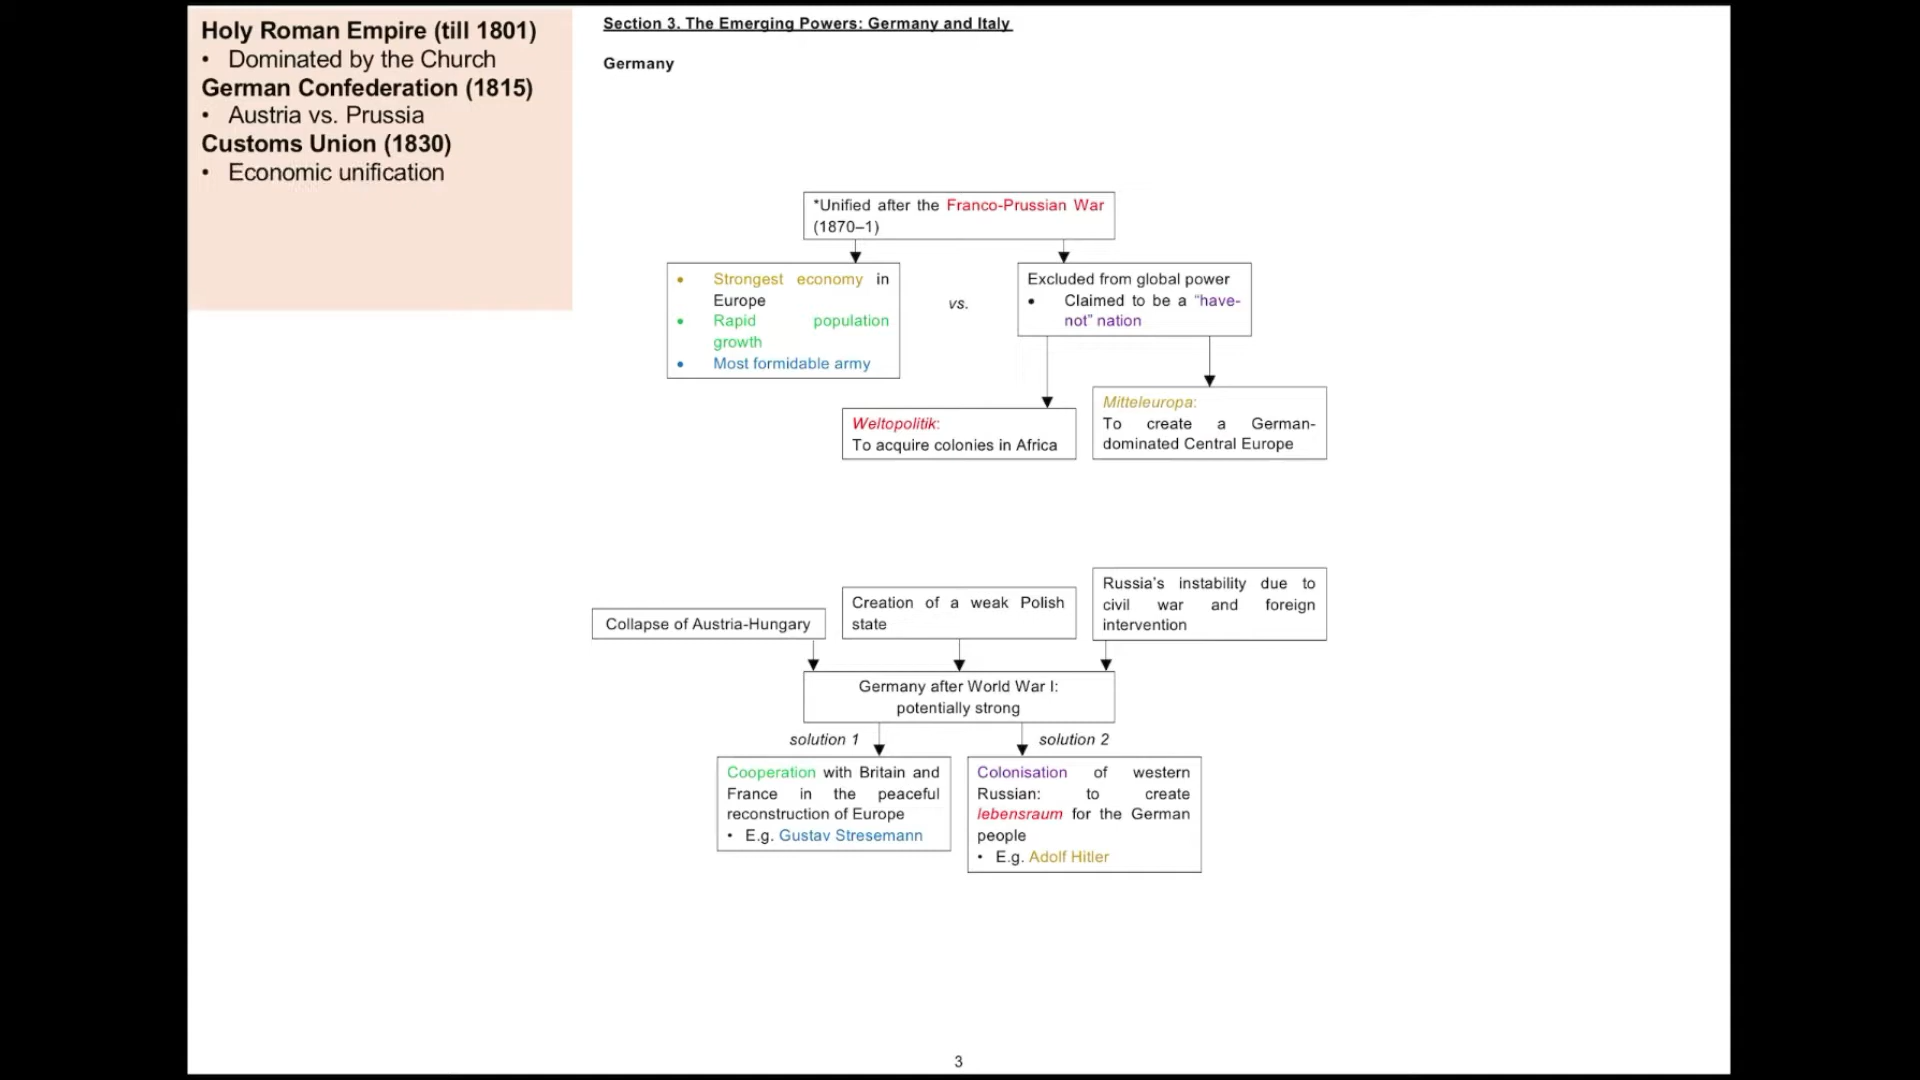 Holy Roman Empire (till 1801)
• Dominated by the Church
German Confederation (1815)
• Austria vs. Prussia
Customs Union (1830)
• Economic unification
Section 3. The Emerging Powers: Germany and Italy
Germany
*Unified after the Franco-Prussian War
(1870–1)
• Strongest economy in
Europe
• Rapid population
growth
• Most formidable army
vs.
Excluded from global power
• Claimed to be a “have-
not” nation
Weltopolitik:
To acquire colonies in Africa
Mitteleuropa:
To create a German-
dominated Central Europe
Collapse of Austria-Hungary
Creation of a weak Polish
state
Russia’s instability due to
civil war and foreign
intervention
Germany after World War I:
potentially strong
solution 1
solution 2
Cooperation with Britain and
France in the peaceful
reconstruction of Europe
• E.g. Gustav Stresemann
Colonisation of western
Russian: to create
lebensraum for the German
people
• E.g. Adolf Hitler
3